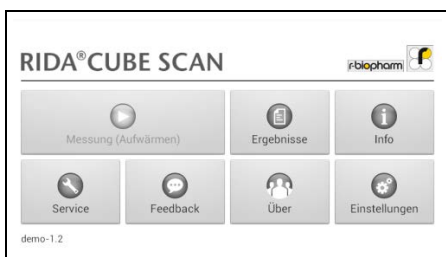 RIDA®CUBE SCAN
r-biopharm
Messung (Aufwärmen)
Ergebnisse
Info
Service
Feedback
Über
Einstellungen
demo-1.2